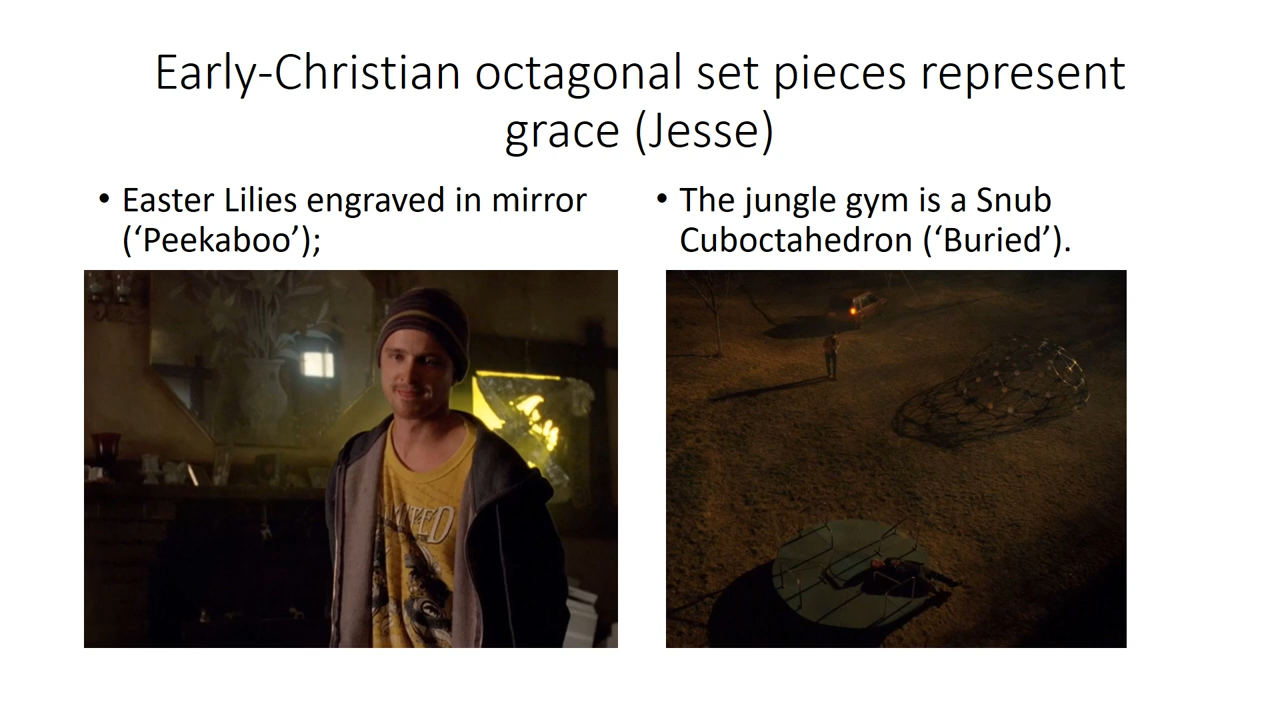 Early-Christian octagonal set pieces represent
grace (Jesse)
• Easter Lilies engraved in mirror
(‘Peekaboo’);
• The jungle gym is a Snub
Cuboctahedron (‘Buried’).